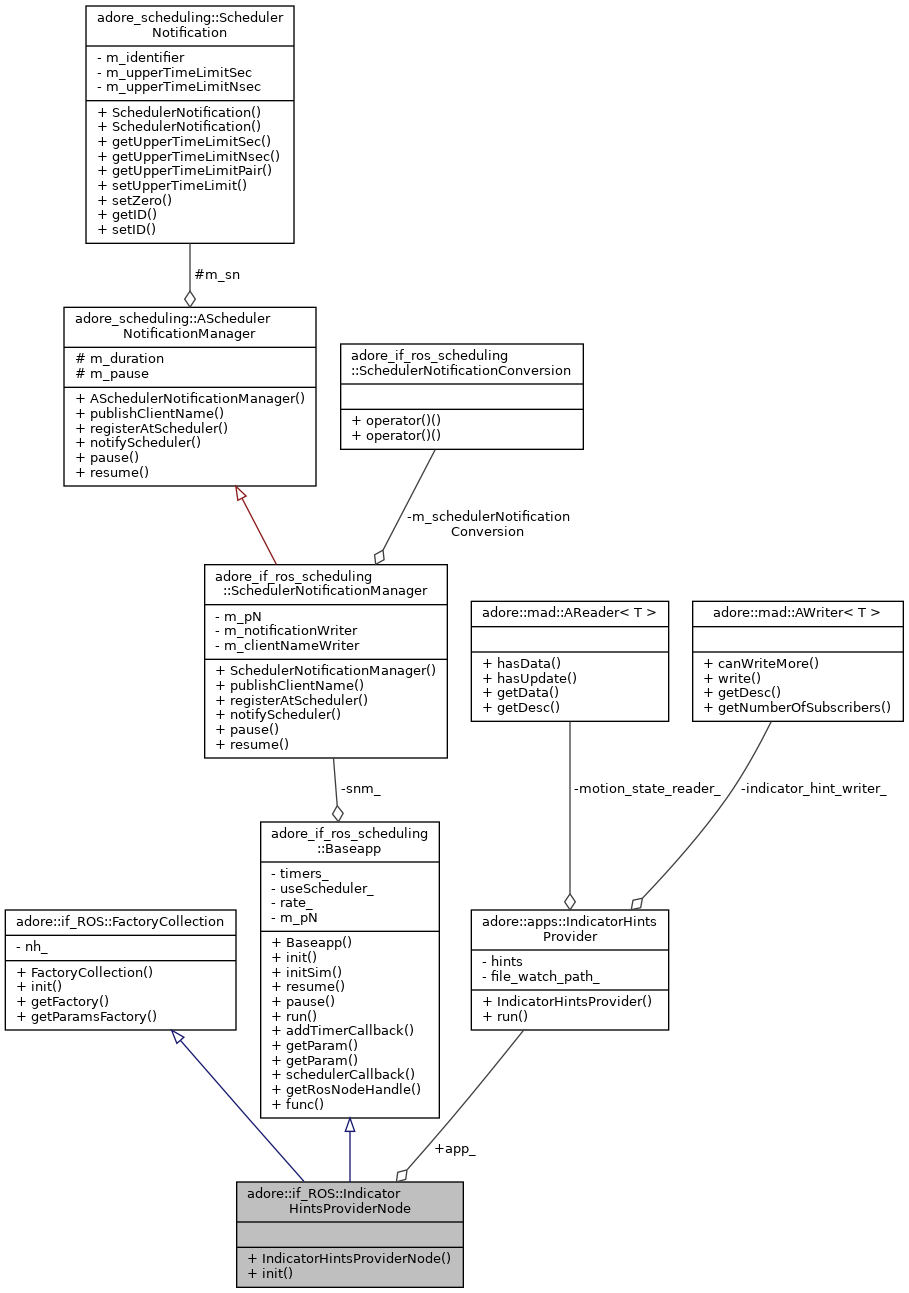 adore_scheduling::Scheduler
Notification
- m_identifier
- m_upperTimeLimitSec
- m_upperTimeLimitNsec
+ SchedulerNotification()
+ SchedulerNotification()
+ getUpperTimeLimitSec()
+ getUpperTimeLimitNsec()
+ getUpperTimeLimitPair()
+ setUpperTimeLimit()
+ setZero()
+ getID()
+ setID()
#m_sn
adore_scheduling::AScheduler
NotificationManager
# m_duration
# m_pause
+ ASchedulerNotificationManager()
+ publishClientName()
+ registerAtScheduler()
+ notifyScheduler()
+ pause()
+ resume()
adore_if_ros_scheduling
::SchedulerNotificationConversion
+ operator()()
+ operator()()
-m_schedulerNotification
Conversion
adore_if_ros_scheduling
::SchedulerNotificationManager
- m_pN
- m_notificationWriter
- m_clientNameWriter
+ SchedulerNotificationManager()
+ publishClientName()
+ registerAtScheduler()
+ notifyScheduler()
+ pause()
+ resume()
adore::mad::AReader< T >
+ hasData()
+ hasUpdate()
+ getData()
+ getDesc()
adore::mad::AWriter< T >
+ canWriteMore()
+ write()
+ getDesc()
+ getNumberOfSubscribers()
-snm_
-motion_state_reader_
-indicator_hint_writer_
adore::if_ROS::FactoryCollection
- nh_
+ FactoryCollection()
+ init()
+ getFactory()
+ getParamsFactory()
adore_if_ros_scheduling
::Baseapp
- timers_
- useScheduler_
- rate_
- m_pN
+ Baseapp()
+ init()
+ initSim()
+ resume()
+ pause()
+ run()
+ addTimerCallback()
+ getParam()
+ getParam()
+ schedulerCallback()
+ getRosNodeHandle()
+ func()
adore::apps::IndicatorHints
Provider
- hints
- file_watch_path_
+ IndicatorHintsProvider()
+ run()
+app_
adore::if_ROS::Indicator
HintsProviderNode
+ IndicatorHintsProviderNode()
+ init()